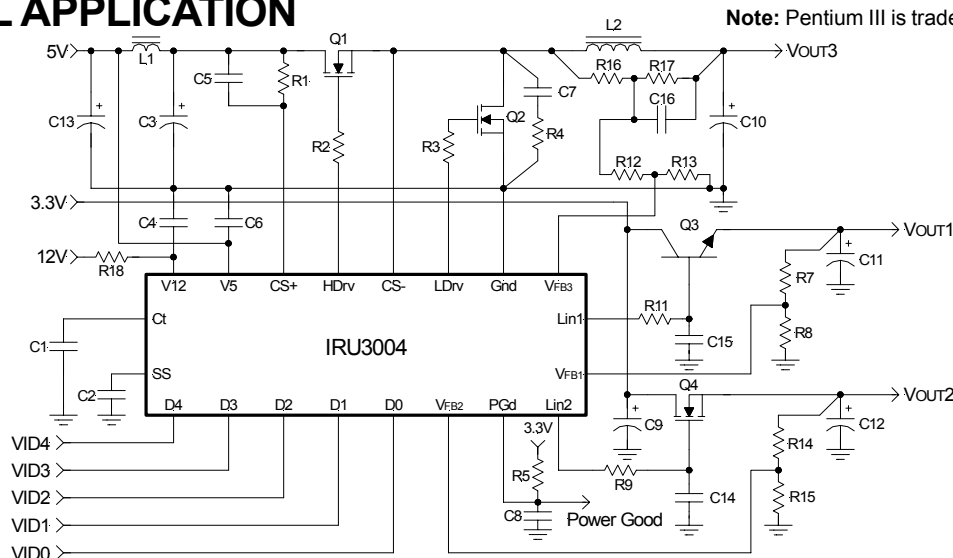 L APPLICATION
Note: Pentium III is trade
5V
L1
Q1
L2
VOUT3
C5
R1
R16
R17
C7
C16
C13
C3
Q2
C10
R2
R3
R4
R12
R13
3.3V
C4
C6
Q3
VOUT1
12V
R18
R7
C11
V12
V5
CS+
HDrv
CS-
LDrv
Gnd
VFB3
Ct
Lin1
R11
R8
C1
IRU3004
C15
SS
VFB1
C2
Q4
D4
D3
D2
D1
D0
VFB2
PGd
Lin2
VOUT2
3.3V
C9
C12
VID4
R14
VID3
R5
R9
VID2
C14
R15
VID1
C8
Power Good
VID0